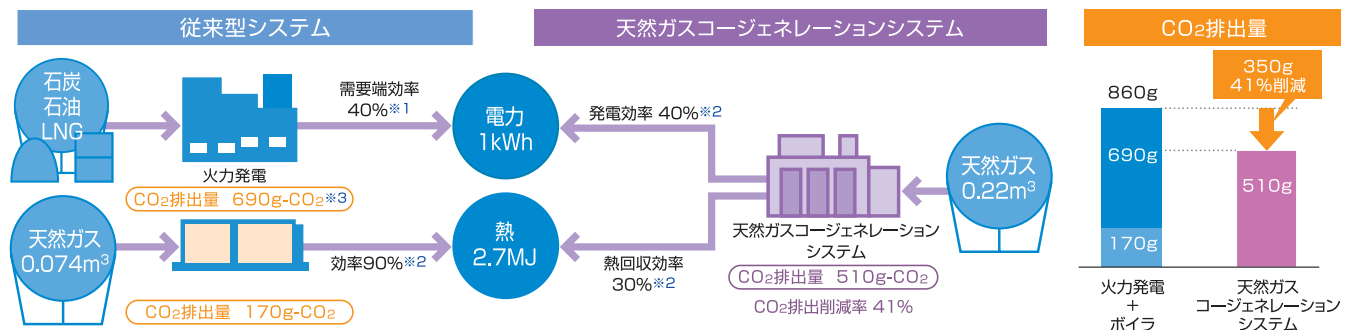 従来型システム
天然ガスコージェネレーションシステム
CO₂排出量
石炭
石油
LNG
火力発電
CO₂排出量 690g-CO₂※3
需要端効率
40%※1
電力
1kWh
発電効率 40%※2
天然ガス
0.22m³
天然ガス
0.074m³
CO₂排出量 170g-CO₂
効率90%※2
熱
2.7MJ
熱回収効率
30%※2
天然ガスコージェネレーション
システム
CO₂排出量 510g-CO₂
CO₂排出削減率 41%
350g
41%削減
860g
690g
170g
510g
火力発電
+
ボイラ
天然ガス
コージェネレーション
システム